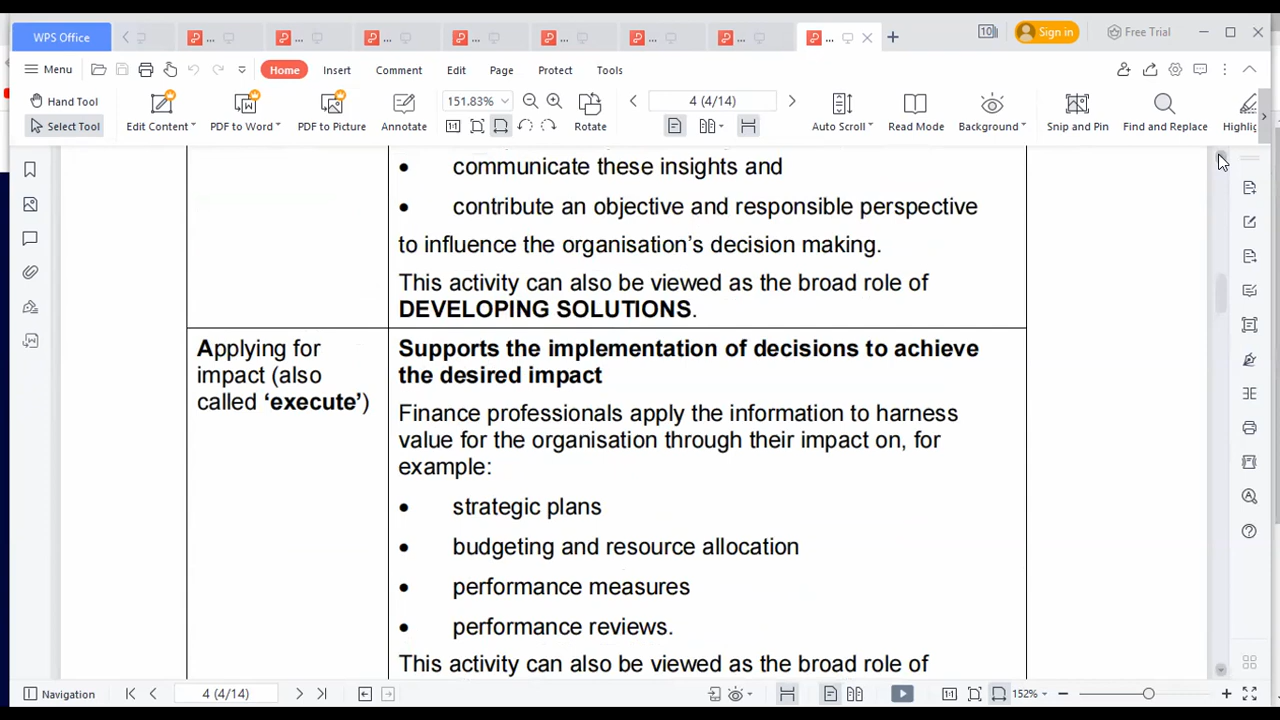 WPS Office
...
...
...
...
...
...
...
...
10
Sign in
Free Trial
Menu
Home
Insert
Comment
Edit
Page
Protect
Tools
Hand Tool
Select Tool
Edit Content
PDF to Word
PDF to Picture
Annotate
151.83%
Rotate
4 (4/14)
Auto Scroll
Read Mode
Background
Snip and Pin
Find and Replace
Highlig
• communicate these insights and
• contribute an objective and responsible perspective
to influence the organisation's decision making.
This activity can also be viewed as the broad role of
DEVELOPING SOLUTIONS.
Applying for
impact (also
called 'execute')
Supports the implementation of decisions to achieve
the desired impact
Finance professionals apply the information to harness
value for the organisation through their impact on, for
example:
• strategic plans
• budgeting and resource allocation
• performance measures
• performance reviews.
This activity can also be viewed as the broad role of
Navigation
4 (4/14)
152%